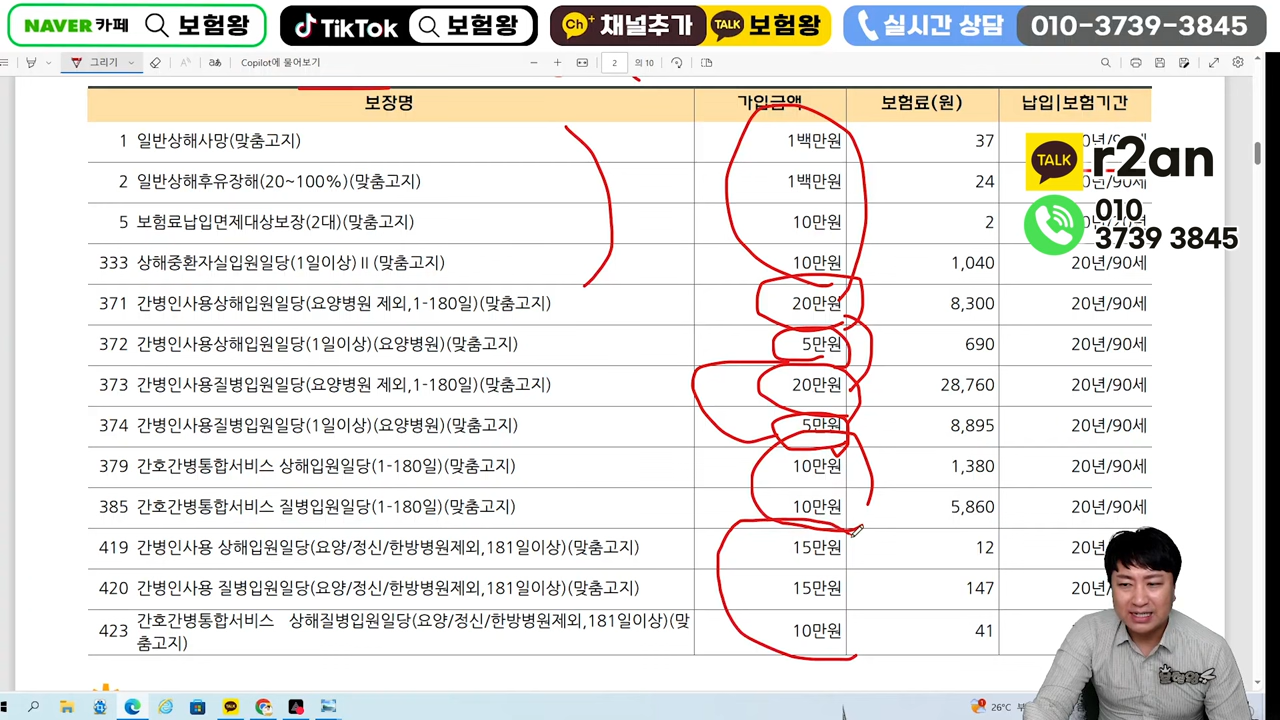 NAVER 카페 보험왕 TikTok 보험왕 Ch+ 채널추가 TALK 보험왕 실시간 상담 010-3739-3845
그리기 Copilot에 물어보기 2 의 10
보장명 가입금액 보험료(원) 납입|보험기간
1 일반상해사망(맞춤고지) 1백만원 37
2 일반상해후유장해(20~100%)(맞춤고지) 1백만원 24
TALK r2an
5 보험료납입면제대상보장(2대)(맞춤고지) 10만원 2
010
3739 3845
333 상해중환자실입원일당(1일이상)Ⅱ(맞춤고지) 10만원 1,040 20년/90세
371 간병인사용상해입원일당(요양병원 제외,1-180일)(맞춤고지) 20만원 8,300 20년/90세
372 간병인사용상해입원일당(1일이상)(요양병원)(맞춤고지) 5만원 690 20년/90세
373 간병인사용질병입원일당(요양병원 제외,1-180일)(맞춤고지) 20만원 28,760 20년/90세
374 간병인사용질병입원일당(1일이상)(요양병원)(맞춤고지) 5만원 8,895 20년/90세
379 간호간병통합서비스 상해입원일당(1-180일)(맞춤고지) 10만원 1,380 20년/90세
385 간호간병통합서비스 질병입원일당(1-180일)(맞춤고지) 10만원 5,860 20년/90세
419 간병인사용 상해입원일당(요양/정신/한방병원제외,181일이상)(맞춤고지) 15만원 12
420 간병인사용 질병입원일당(요양/정신/한방병원제외,181일이상)(맞춤고지) 15만원 147
423 간호간병통합서비스 상해질병입원일당(요양/정신/한방병원제외,181일이상)(맞
춤고지) 10만원 41
보험왕
26°C